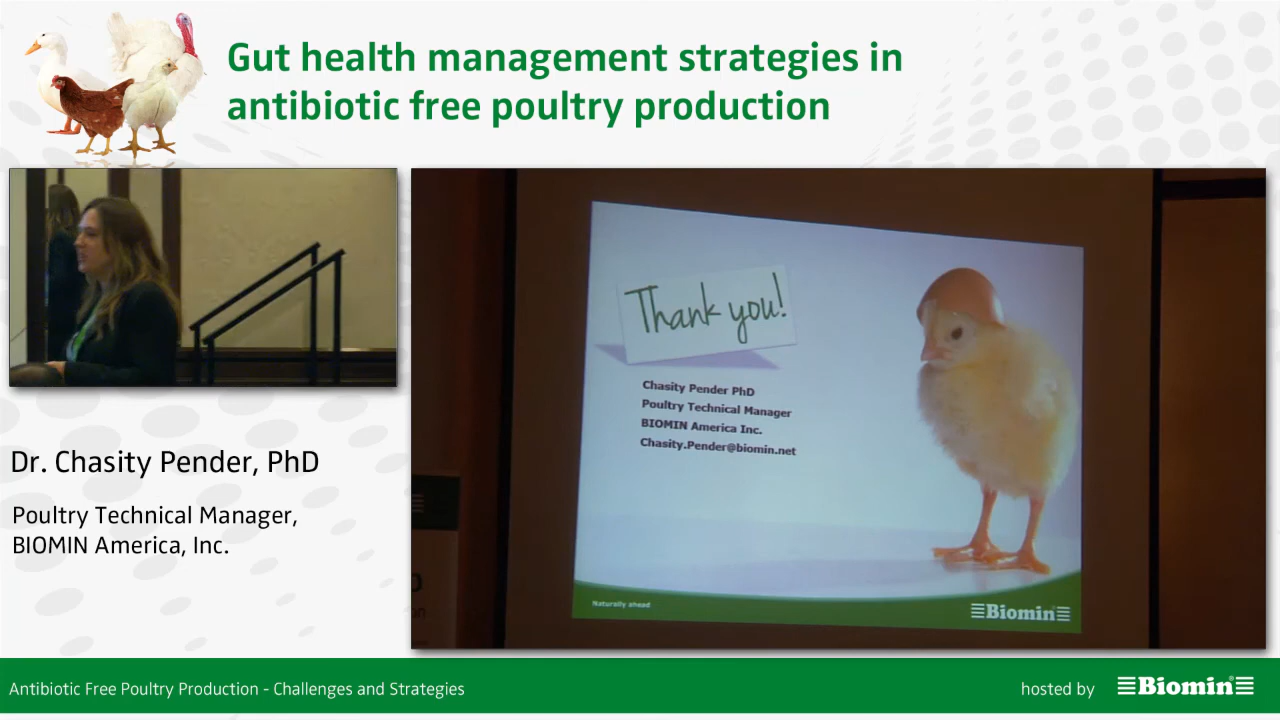 Gut health management strategies in
antibiotic free poultry production
Thank you!
Chasity Pender PhD
Poultry Technical Manager
BIOMIN America Inc.
Chasity.Pender@biomin.net
Naturally ahead
Biomin
Dr. Chasity Pender, PhD
Poultry Technical Manager,
BIOMIN America, Inc.
Antibiotic Free Poultry Production - Challenges and Strategies
hosted by
Biomin